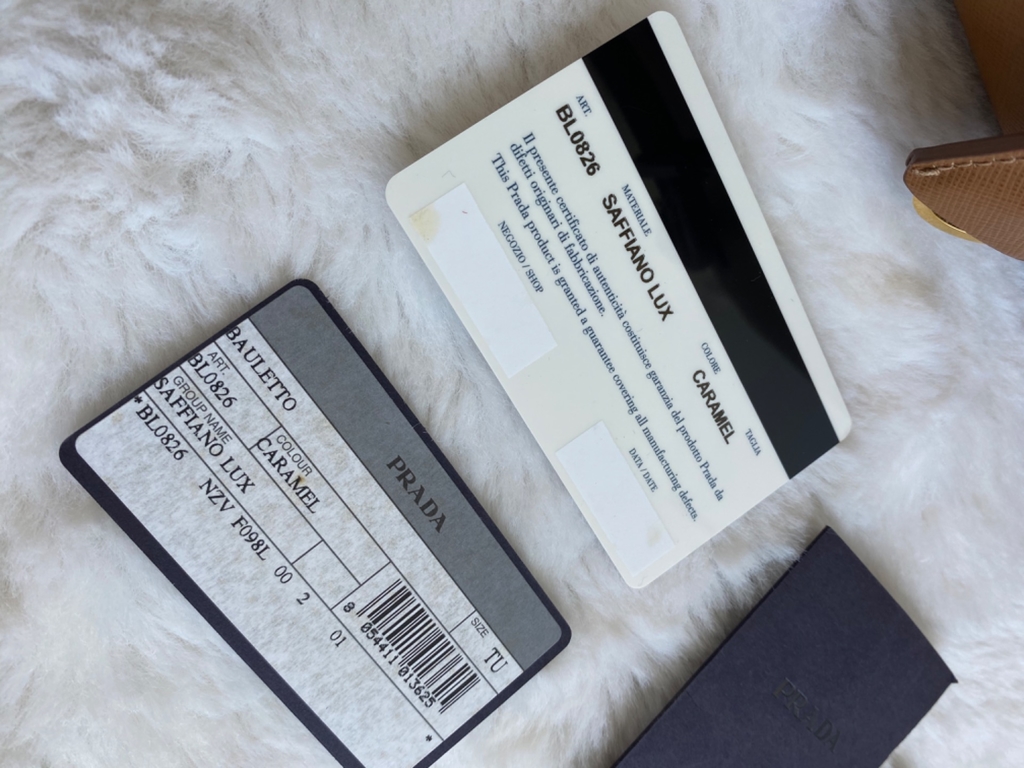 ART.
BL0826
MATERIALE
SAFFIANO LUX
COLORE
CARAMEL
TAGLIA
Il presente certificato di autenticità costituisce garanzia del prodotto Prada da
difetti originari di fabbricazione.
This Prada product is granted a guarantee covering all manufacturing defects.
NEGOZIO / SHOP
DATA / DATE
PRADA
BAULETTO
SIZE
TU
ART.
BL0826
COLOUR
CARAMEL
GROUP NAME
SAFFIANO LUX
*BL0826 NZV F098L 00 2 01 *
8 054411 013625
PRADA